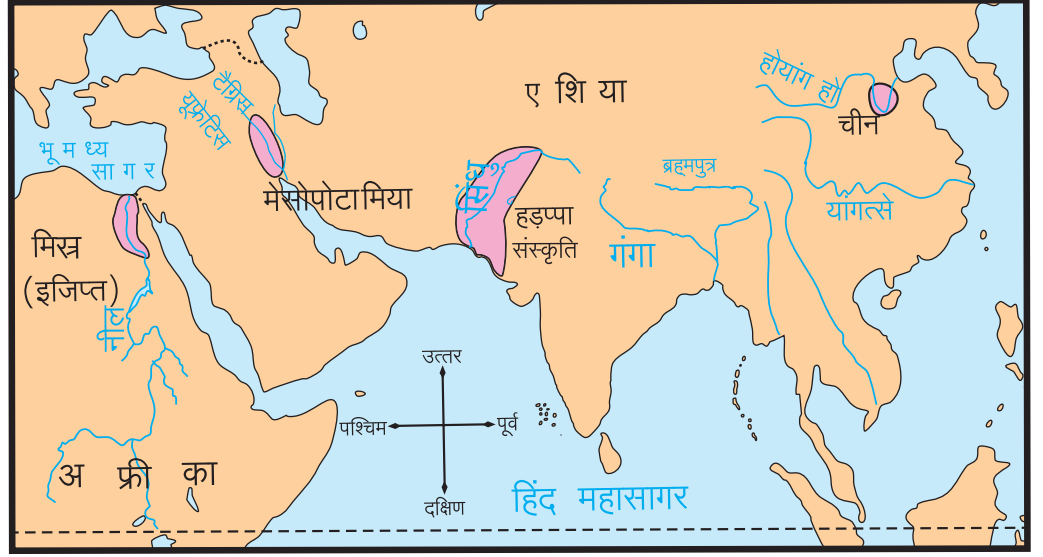 टैग्रिस
यूफ्रेटिस
भू म ध्य
सा ग र
मेसोपोटामिया
मिस्र
(इजिप्त)
नील
अ फ्री का
ए शि या
सिंधु
हड़प्पा
संस्कृति
गंगा
ब्रह्मपुत्र
होयांग हो
चीन
यांगत्से
उत्तर
पश्चिम
पूर्व
दक्षिण
हिंद महासागर